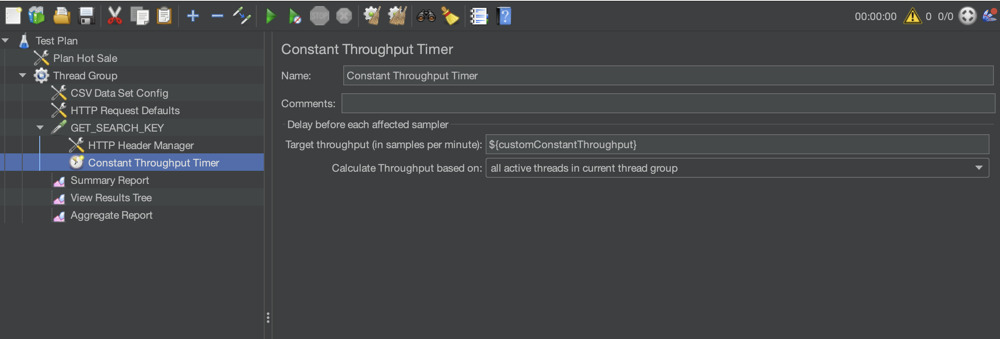 STOP
00:00:00 0 0/0
Test Plan
Plan Hot Sale
Thread Group
CSV Data Set Config
HTTP Request Defaults
GET_SEARCH_KEY
HTTP Header Manager
Constant Throughput Timer
Summary Report
View Results Tree
Aggregate Report
Constant Throughput Timer
Name: Constant Throughput Timer
Comments:
Delay before each affected sampler
Target throughput (in samples per minute): ${customConstantThroughput}
Calculate Throughput based on: all active threads in current thread group